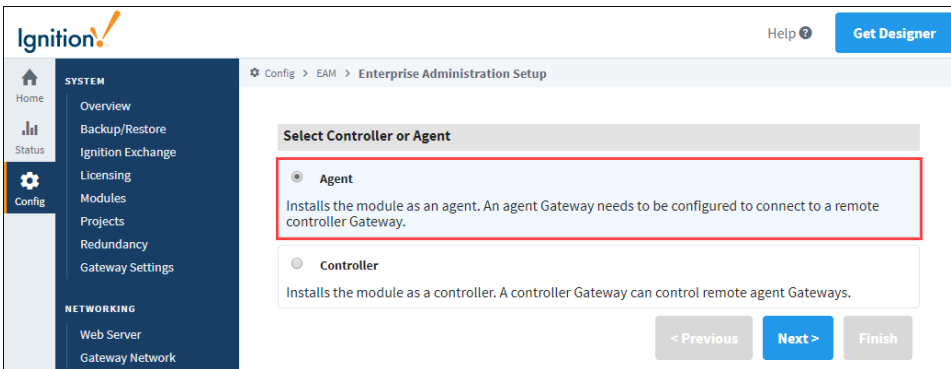 Ignition!
Help ?
Get Designer
Home
Status
Config
SYSTEM
Overview
Backup/Restore
Ignition Exchange
Licensing
Modules
Projects
Redundancy
Gateway Settings
NETWORKING
Web Server
Gateway Network
Config > EAM > Enterprise Administration Setup
Select Controller or Agent
Agent
Installs the module as an agent. An agent Gateway needs to be configured to connect to a remote
controller Gateway.
Controller
Installs the module as a controller. A controller Gateway can control remote agent Gateways.
< Previous
Next >
Finish